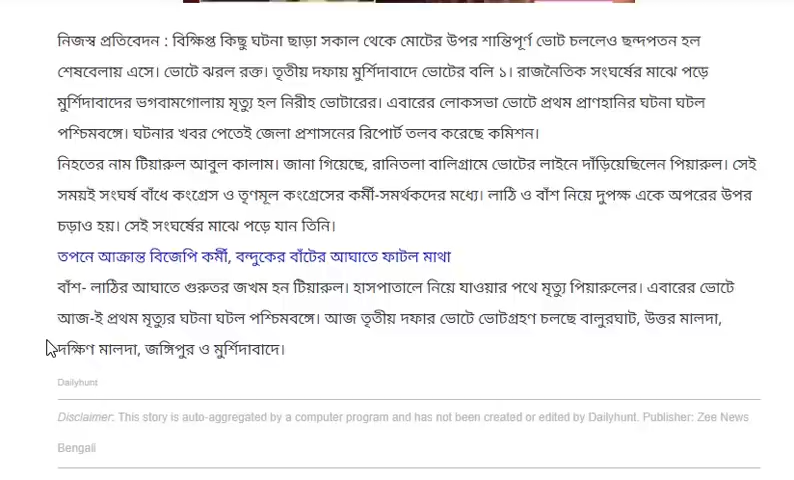 নিজস্ব প্রতিবেদন : বিক্ষিপ্ত কিছু ঘটনা ছাড়া সকাল থেকে মোটের উপর শান্তিপূর্ণ ভোট চললেও ছন্দপতন হল
শেষবেলায় এসে। ভোটে ঝরল রক্ত। তৃতীয় দফায় মুর্শিদাবাদে ভোটের বলি ১। রাজনৈতিক সংঘর্ষের মাঝে পড়ে
মুর্শিদাবাদের ভগবামগোলায় মৃত্যু হল নিরীহ ভোটারের। এবারের লোকসভা ভোটে প্রথম প্রাণহানির ঘটনা ঘটল
পশ্চিমবঙ্গে। ঘটনার খবর পেতেই জেলা প্রশাসনের রিপোর্ট তলব করেছে কমিশন।
নিহতের নাম টিয়ারুল আবুল কালাম। জানা গিয়েছে, রানিতলা বালিগ্রামে ভোটের লাইনে দাঁড়িয়েছিলেন পিয়ারুল। সেই
সময়ই সংঘর্ষ বাঁধে কংগ্রেস ও তৃণমূল কংগ্রেসের কর্মী-সমর্থকদের মধ্যে। লাঠি ও বাঁশ নিয়ে দুপক্ষ একে অপরের উপর
চড়াও হয়। সেই সংঘর্ষের মাঝে পড়ে যান তিনি।
তপনে আক্রান্ত বিজেপি কর্মী, বন্দুকের বাঁটের আঘাতে ফাটল মাথা
বাঁশ- লাঠির আঘাতে গুরুতর জখম হন টিয়ারুল। হাসপাতালে নিয়ে যাওয়ার পথে মৃত্যু পিয়ারুলের। এবারের ভোটে
আজ-ই প্রথম মৃত্যুর ঘটনা ঘটল পশ্চিমবঙ্গে। আজ তৃতীয় দফার ভোটে ভোটগ্রহণ চলছে বালুরঘাট, উত্তর মালদা,
দক্ষিণ মালদা, জঙ্গিপুর ও মুর্শিদাবাদে।
Dailyhunt
Disclaimer: This story is auto-aggregated by a computer program and has not been created or edited by Dailyhunt. Publisher: Zee News
Bengali